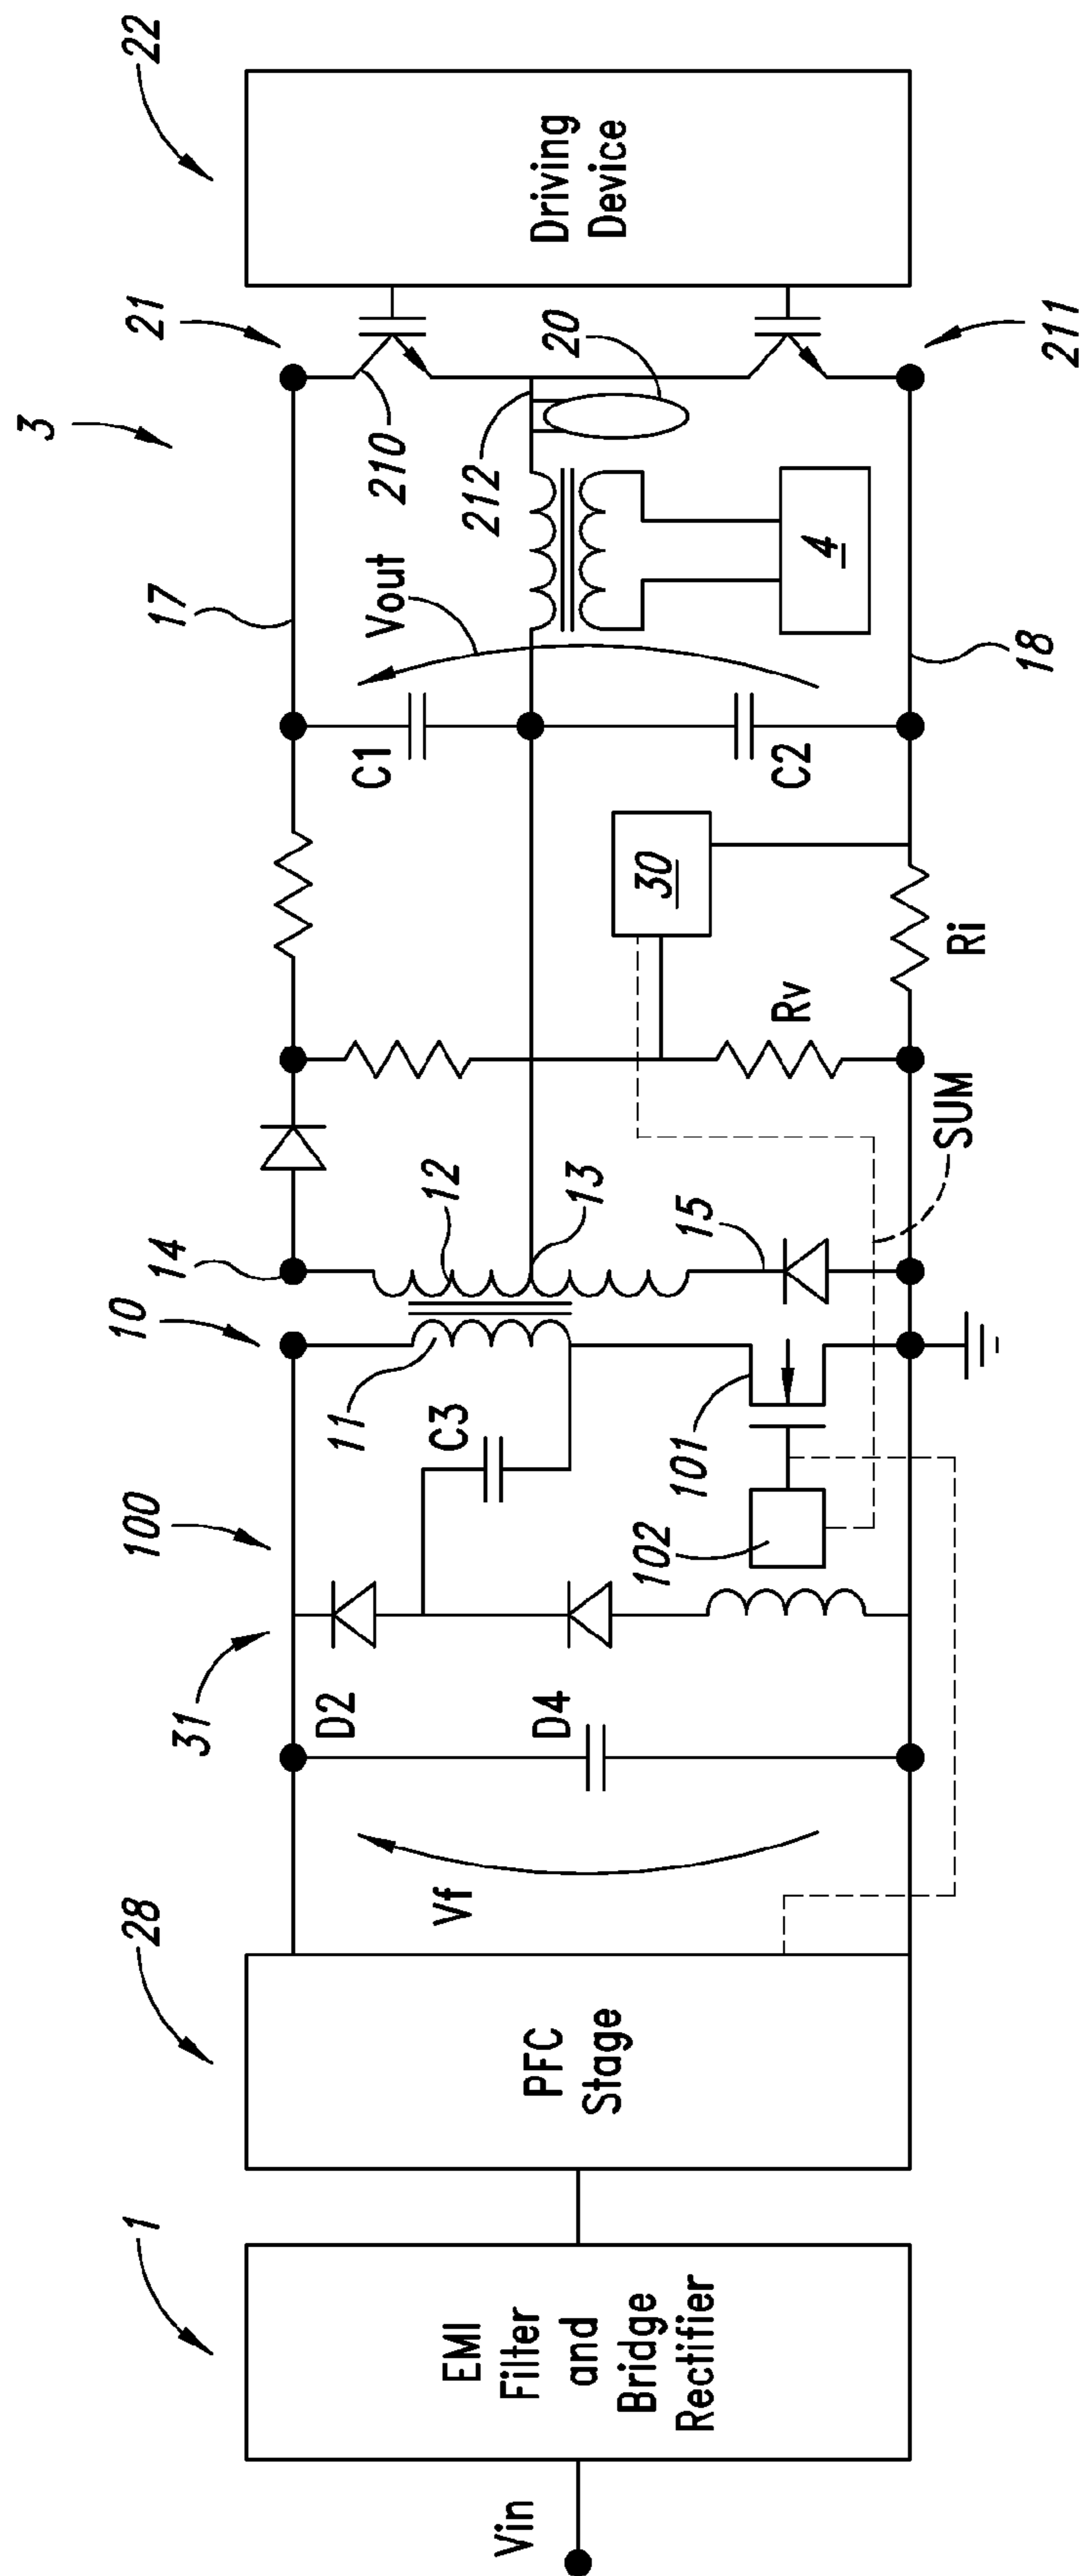 Vin
1
EMI
Filter
and
Bridge
Rectifier
28
PFC
Stage
Vf
31
D2
D4
100
C3
102
101
10
11
14
12
13
15
SUM
Rv
Ri
30
C1
C2
17
Vout
18
4
3
212
210
20
21
211
22
Driving
Device